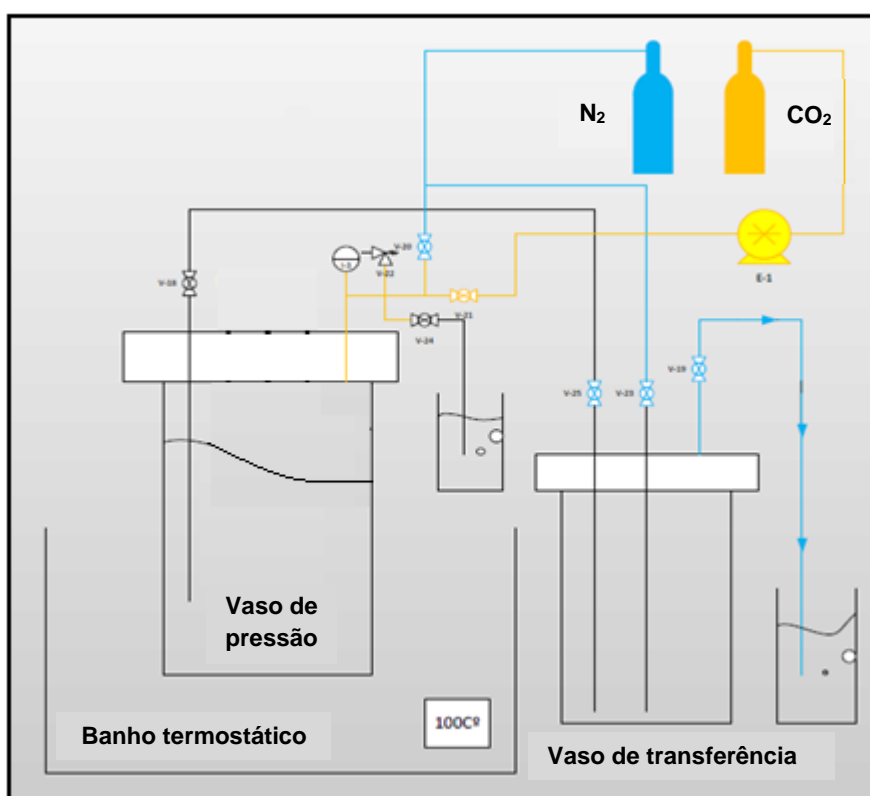 N₂
CO₂
V-20
I-3
V-22
V-18
V-21
E-1
V-24
V-19
V-25
V-23
Vaso de
pressão
100Cº
Banho termostático
Vaso de transferência